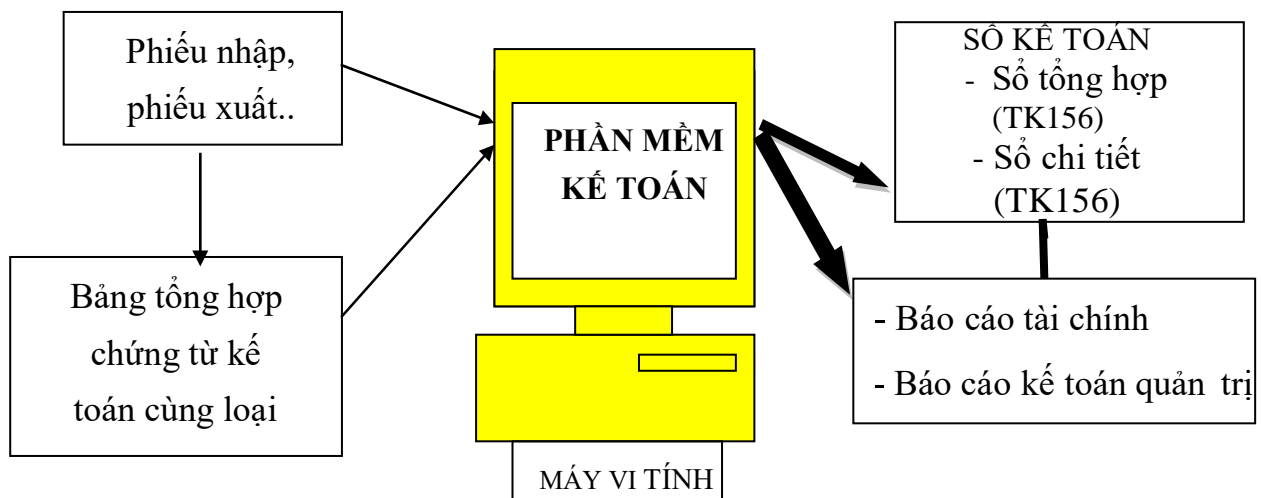 Phiếu nhập,
phiếu xuất..
Bảng tổng hợp
chứng từ kế
toán cùng loại
PHẦN MỀM
KẾ TOÁN
MÁY VI TÍNH
SỔ KẾ TOÁN
- Sổ tổng hợp
(TK156)
- Sổ chi tiết
(TK156)
- Báo cáo tài chính
- Báo cáo kế toán quản trị